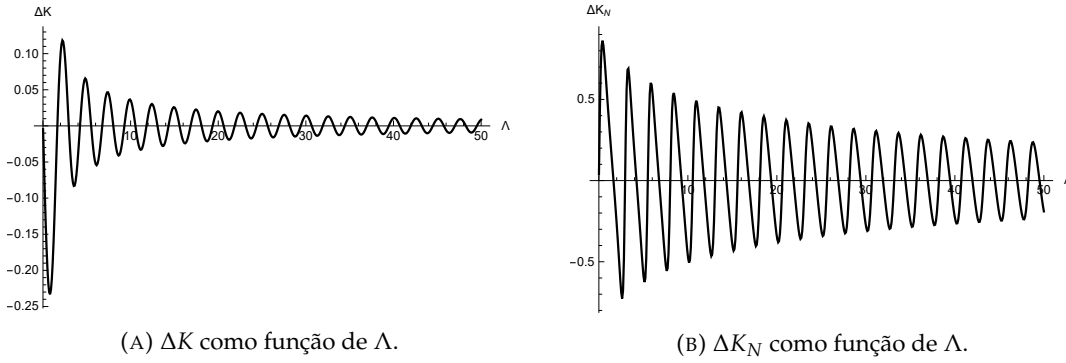 ΔK
0.10
0.05
−0.05
−0.10
−0.15
−0.20
−0.25
10 20 30 40 50 Λ
(A) ΔK como função de Λ.
ΔK_N
0.5
−0.5
10 20 30 40 50
(B) ΔK_N como função de Λ.